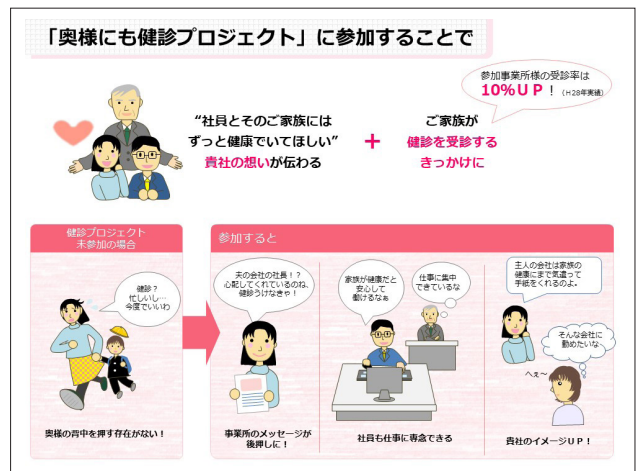 「奥様にも健診プロジェクト」に参加することで
参加事業所様の受診率は
10%UP！（H28年実績）
“社員とそのご家族には
ずっと健康でいてほしい”
貴社の想いが伝わる
＋
ご家族が
健診を受診する
きっかけに
健診プロジェクト
未参加の場合
健診？
忙しいし…
今度でいいわ
奥様の背中を押す存在がない！
参加すると
夫の会社の社長！？
心配してくれているのね、
健診うけなきゃ！
事業所のメッセージが
後押しに！
家族が健康だと
安心して
働けるなぁ
仕事に集中
できているな
社員も仕事に専念できる
主人の会社は家族の
健康にまで気遣って
手紙をくれるのよ。
そんな会社に
勤めたいな
へぇ～
貴社のイメージUP！